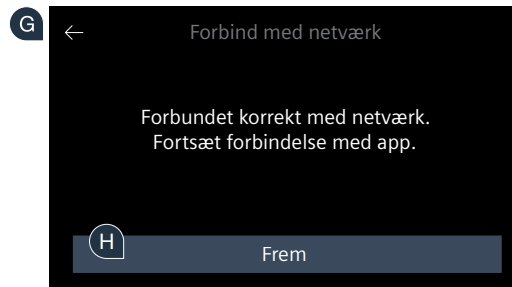 G
←
Forbind med netværk
Forbundet korrekt med netværk.
Fortsæt forbindelse med app.
H
Frem